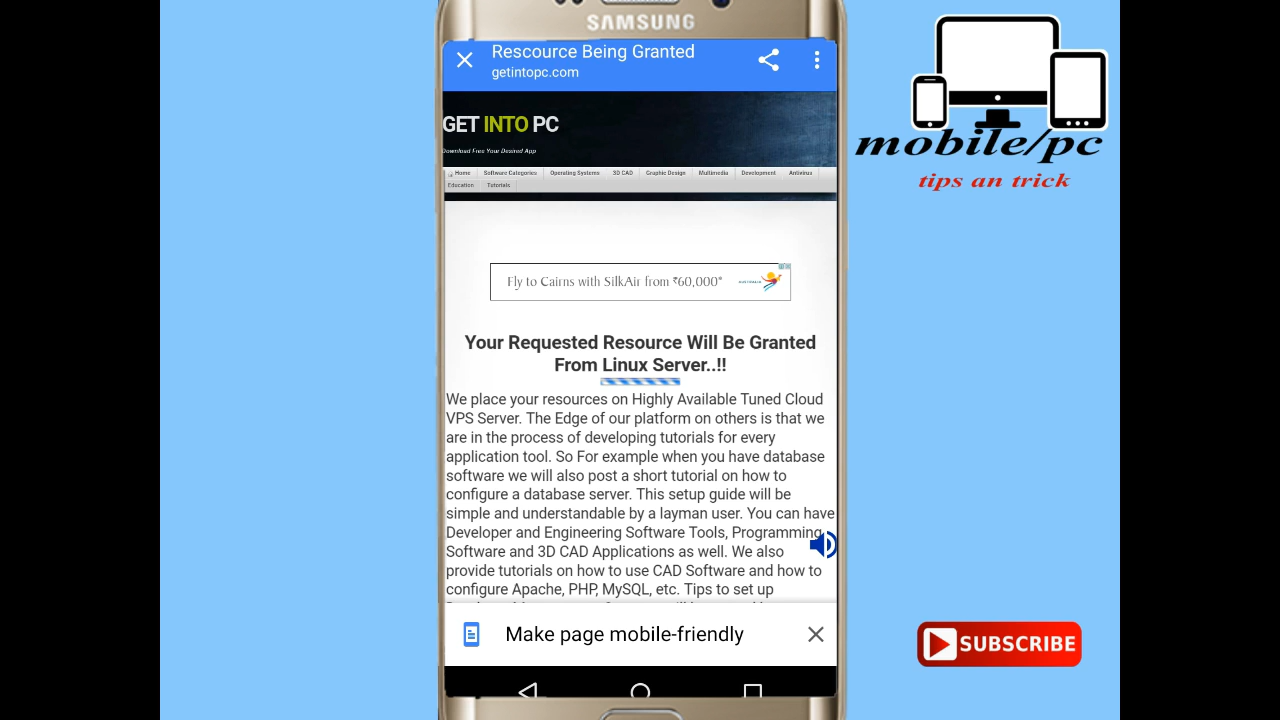 SAMSUNG
Rescource Being Granted
getintopc.com
GET INTO PC
Download Free Your Desired App
Home Software Categories Operating Systems 3D CAD Graphic Design Multimedia Development Antivirus
Education Tutorials
Fly to Cairns with SilkAir from ₹60,000*
Your Requested Resource Will Be Granted
From Linux Server..!!
We place your resources on Highly Available Tuned Cloud
VPS Server. The Edge of our platform on others is that we
are in the process of developing tutorials for every
application tool. So For example when you have database
software we will also post a short tutorial on how to
configure a database server. This setup guide will be
simple and understandable by a layman user. You can have
Developer and Engineering Software Tools, Programming
Software and 3D CAD Applications as well. We also
provide tutorials on how to use CAD Software and how to
configure Apache, PHP, MySQL, etc. Tips to set up
Make page mobile-friendly
mobile/pc
tips an trick
SUBSCRIBE